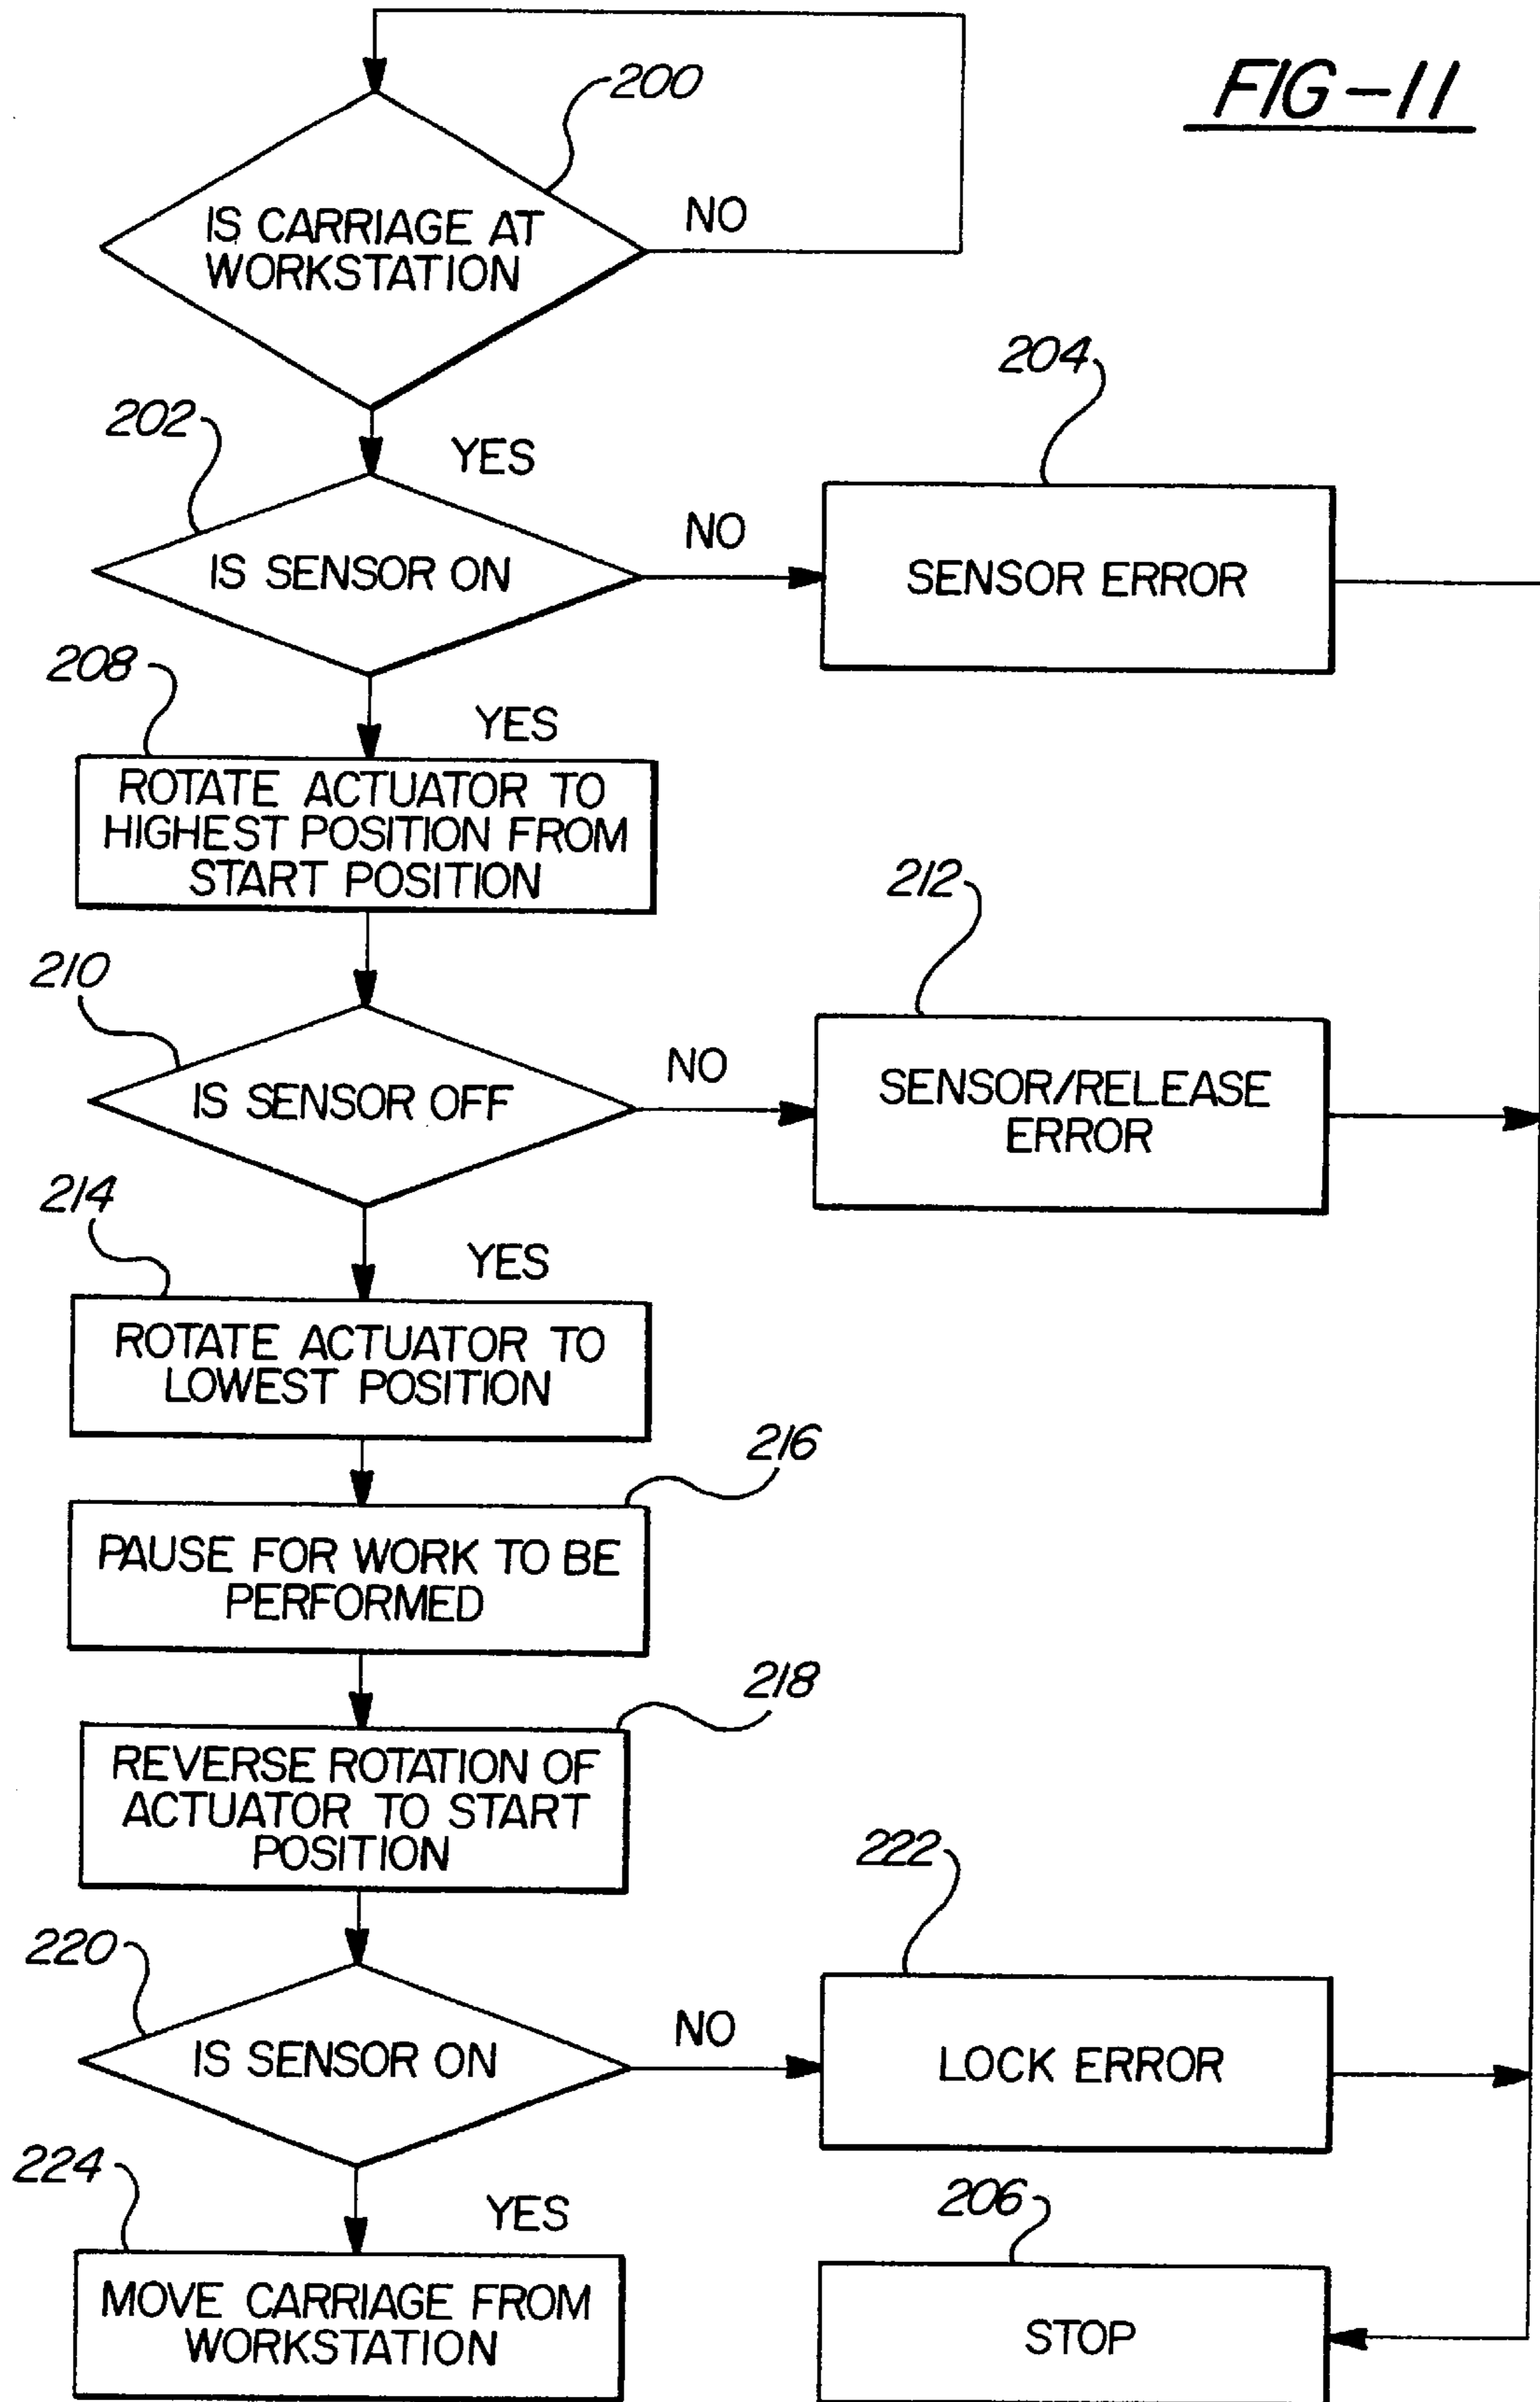 FIG-11
200
IS CARRIAGE AT
WORKSTATION
NO
YES
202
IS SENSOR ON
NO
204
SENSOR ERROR
YES
208
ROTATE ACTUATOR TO
HIGHEST POSITION FROM
START POSITION
210
IS SENSOR OFF
NO
212
SENSOR/RELEASE
ERROR
YES
214
ROTATE ACTUATOR TO
LOWEST POSITION
216
PAUSE FOR WORK TO BE
PERFORMED
218
REVERSE ROTATION OF
ACTUATOR TO START
POSITION
220
IS SENSOR ON
NO
222
LOCK ERROR
YES
224
MOVE CARRIAGE FROM
WORKSTATION
206
STOP